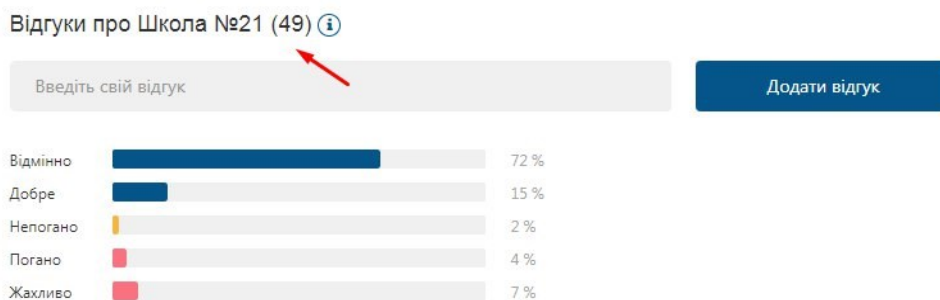 Відгуки про Школа №21 (49)
Введіть свій відгук
Додати відгук
Відмінно 72 %
Добре 15 %
Непогано 2 %
Погано 4 %
Жахливо 7 %